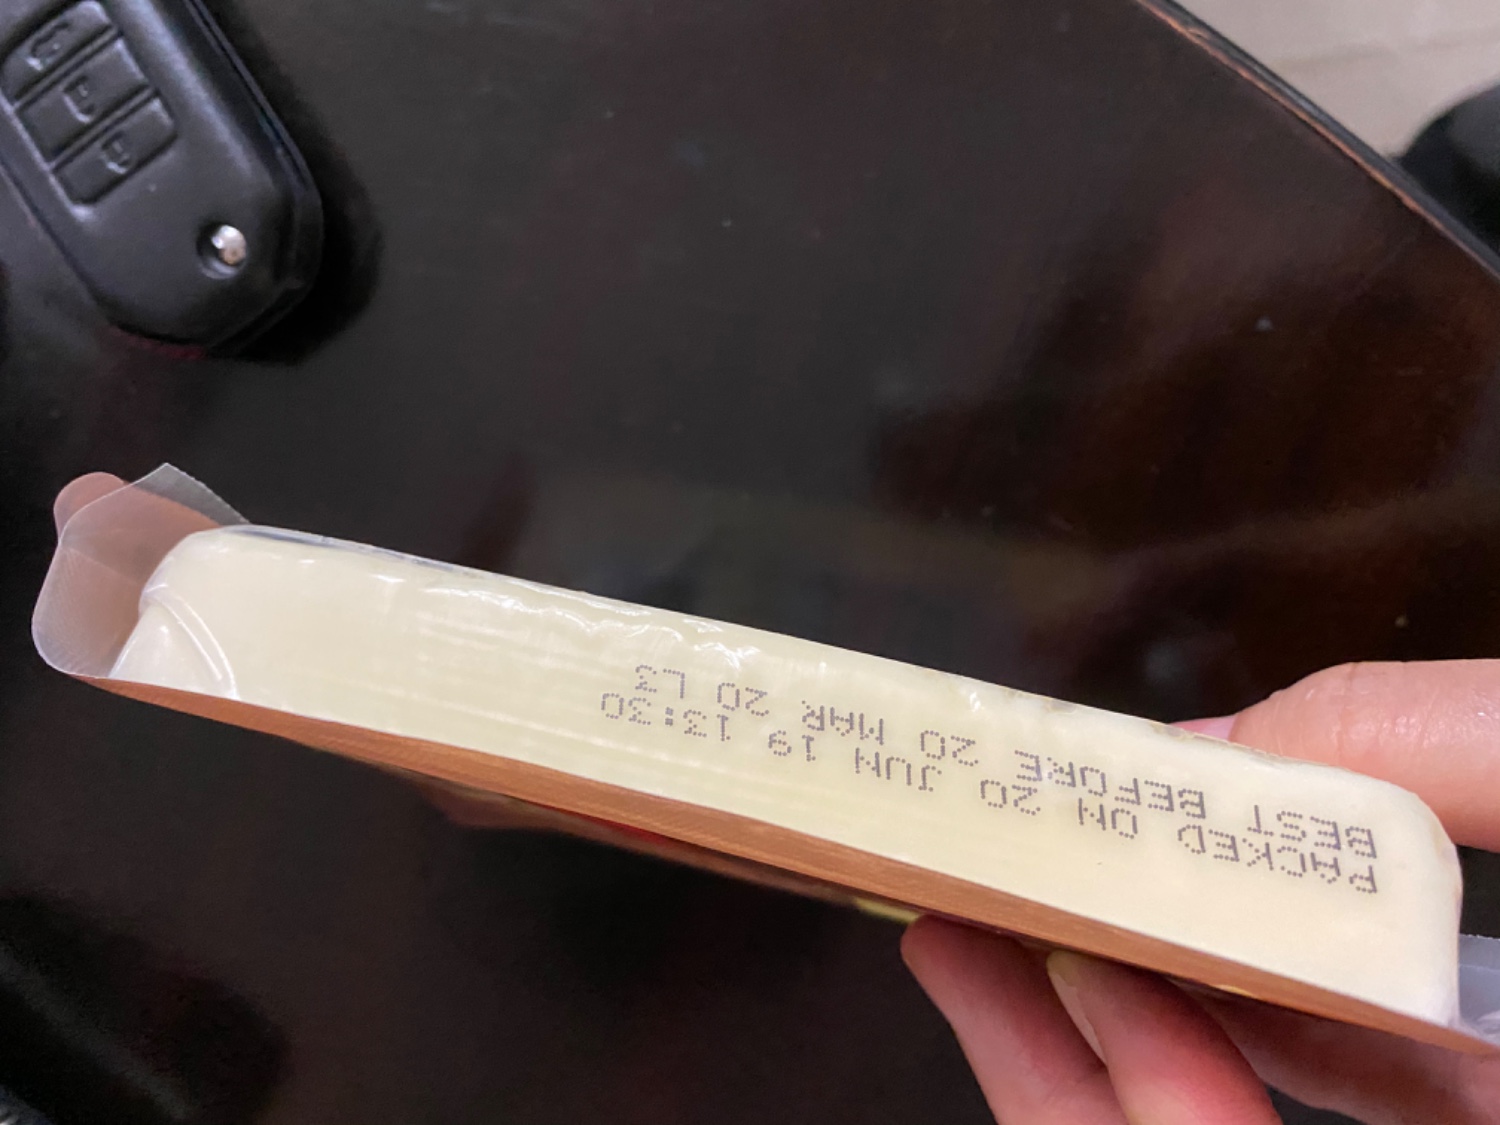 PACKED ON 20 JUN 19 13:30
BEST BEFORE 20 MAR 20 L3